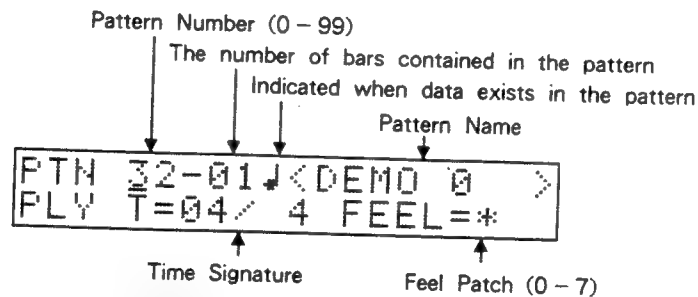 Pattern Number (0 – 99)
The number of bars contained in the pattern
Indicated when data exists in the pattern
Pattern Name
PTN 32-01♩<DEMO 0 >
PLY T=04/ 4 FEEL=*
Time Signature
Feel Patch (0 – 7)